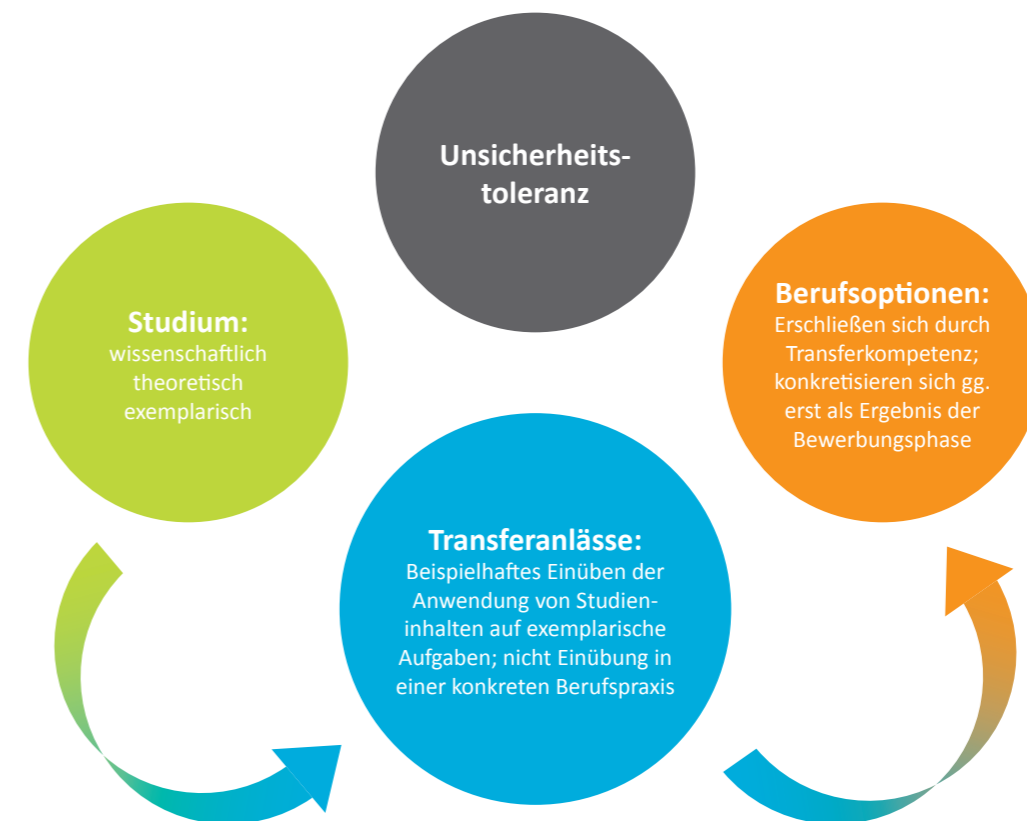 Unsicherheits-
toleranz
Studium:
wissenschaftlich
theoretisch
exemplarisch
Berufsoptionen:
Erschließen sich durch
Transferkompetenz;
konkretisieren sich gg.
erst als Ergebnis der
Bewerbungsphase
Transferanlässe:
Beispielhaftes Einüben der
Anwendung von Studien-
inhalten auf exemplarische
Aufgaben; nicht Einübung in
einer konkreten Berufspraxis